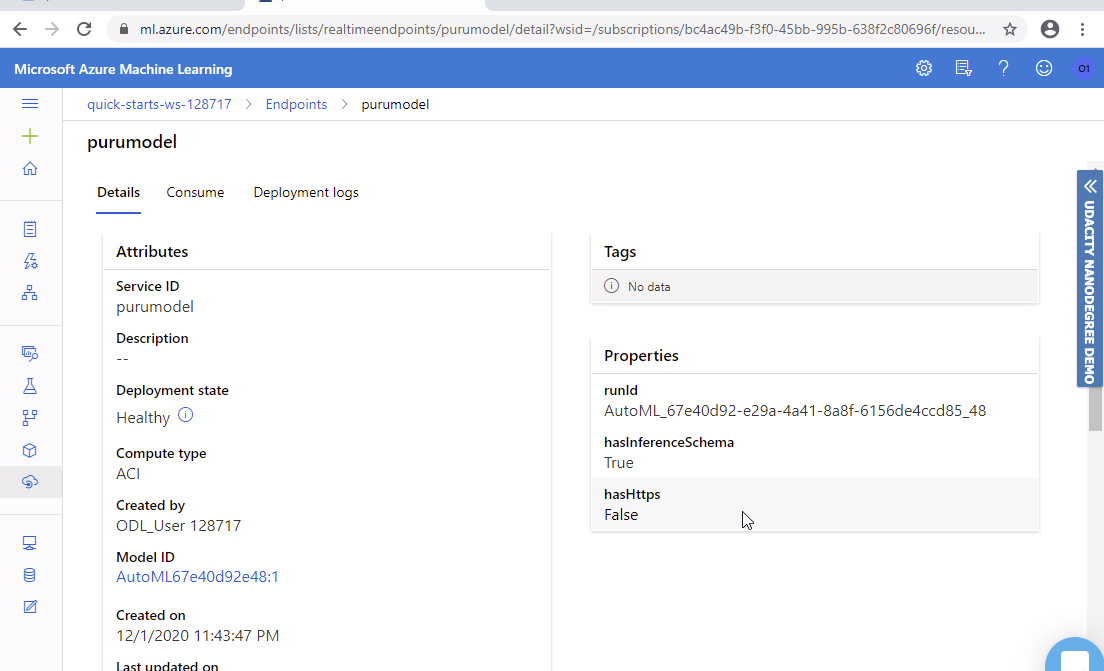 ml.azure.com/endpoints/lists/realtimeendpoints/purumodel/detail?wsid=/subscriptions/bc4ac49b-f3f0-45bb-995b-638f2c80696f/resou...
Microsoft Azure Machine Learning
O1
quick-starts-ws-128717 > Endpoints > purumodel
purumodel
Details Consume Deployment logs
Attributes
Service ID
purumodel
Description
--
Deployment state
Healthy
Compute type
ACI
Created by
ODL_User 128717
Model ID
AutoML67e40d92e48:1
Created on
12/1/2020 11:43:47 PM
Last updated on
Tags
No data
Properties
runId
AutoML_67e40d92-e29a-4a41-8a8f-6156de4ccd85_48
hasInferenceSchema
True
hasHttps
False
UDACITY NANODEGREE DEMO